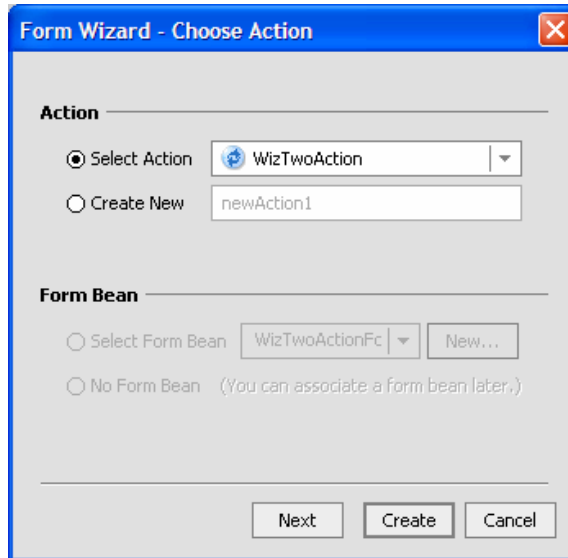 Form Wizard - Choose Action
Action
Select Action WizTwoAction
Create New newAction1
Form Bean
Select Form Bean WizTwoActionFc New...
No Form Bean (You can associate a form bean later.)
Next Create Cancel